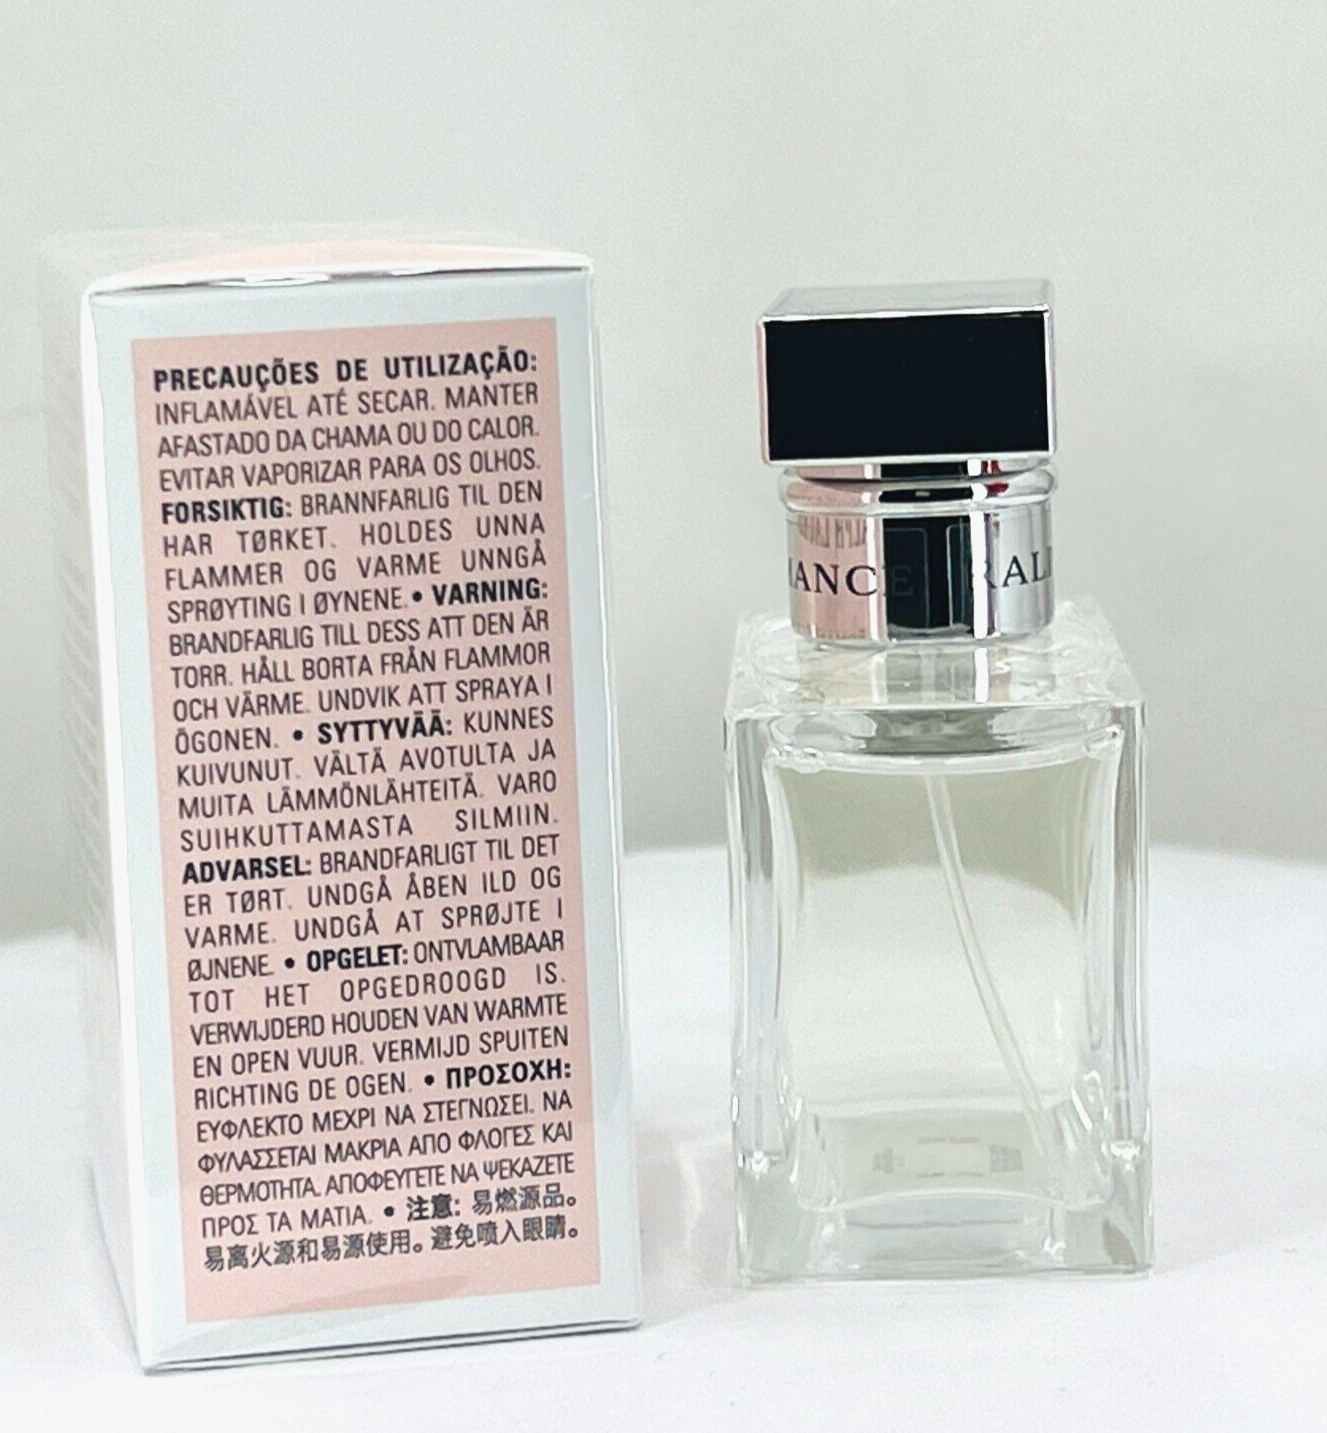 PRECAUÇÕES DE UTILIZAÇÃO:
INFLAMÁVEL ATÉ SECAR. MANTER
AFASTADO DA CHAMA OU DO CALOR.
EVITAR VAPORIZAR PARA OS OLHOS.
FORSIKTIG: BRANNFARLIG TIL DEN
HAR TØRKET. HOLDES UNNA
FLAMMER OG VARME UNNGÅ
SPRØYTING I ØYNENE. • VARNING:
BRANDFARLIG TILL DESS ATT DEN ÄR
TORR. HÅLL BORTA FRÅN FLAMMOR
OCH VÄRME. UNDVIK ATT SPRAYA I
ÖGONEN. • SYTTYVÄÄ: KUNNES
KUIVUNUT. VÄLTÄ AVOTULTA JA
MUITA LÄMMÖNLÄHTEITÄ. VARO
SUIHKUTTAMASTA SILMIIN.
ADVARSEL: BRANDFARLIGT TIL DET
ER TØRT. UNDGÅ ÅBEN ILD OG
VARME. UNDGÅ AT SPRØJTE I
ØJNENE. • OPGELET: ONTVLAMBAAR
TOT HET OPGEDROOGD IS.
VERWIJDERD HOUDEN VAN WARMTE
EN OPEN VUUR. VERMIJD SPUITEN
RICHTING DE OGEN. • ΠΡΟΣΟΧΗ:
ΕΥΦΛΕΚΤΟ ΜΕΧΡΙ ΝΑ ΣΤΕΓΝΩΣΕΙ. ΝΑ
ΦΥΛΑΣΣΕΤΑΙ ΜΑΚΡΙΑ ΑΠΟ ΦΛΟΓΕΣ ΚΑΙ
ΘΕΡΜΟΤΗΤΑ. ΑΠΟΦΕΥΓΕΤΕ ΝΑ ΨΕΚΑΖΕΤΕ
ΠΡΟΣ ΤΑ ΜΑΤΙΑ. • 注意: 易燃源品。
易离火源和易源使用。避免喷入眼睛。
MANCE RALP